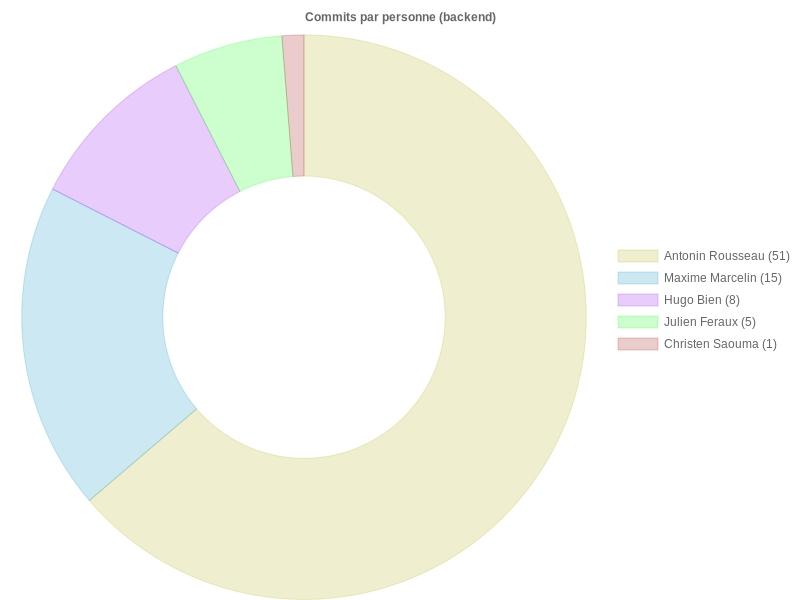 Commits par personne (backend)
Antonin Rousseau (51)
Maxime Marcelin (15)
Hugo Bien (8)
Julien Feraux (5)
Christen Saouma (1)